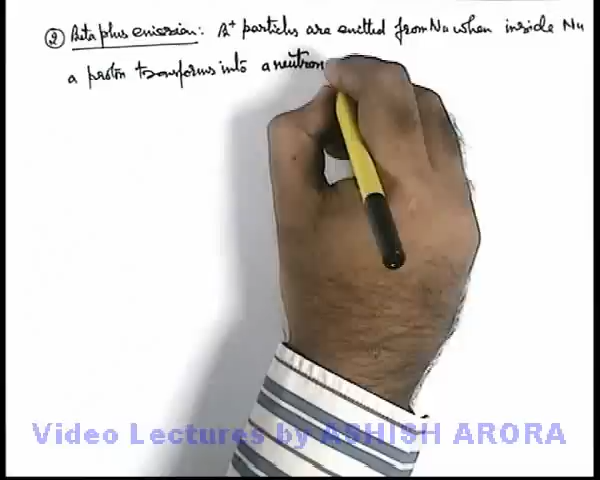 ② Beta plus emission: β⁺ particles are emitted from Nu when inside Nu
a proton transforms into a neutron
Video Lectures by ASHISH ARORA